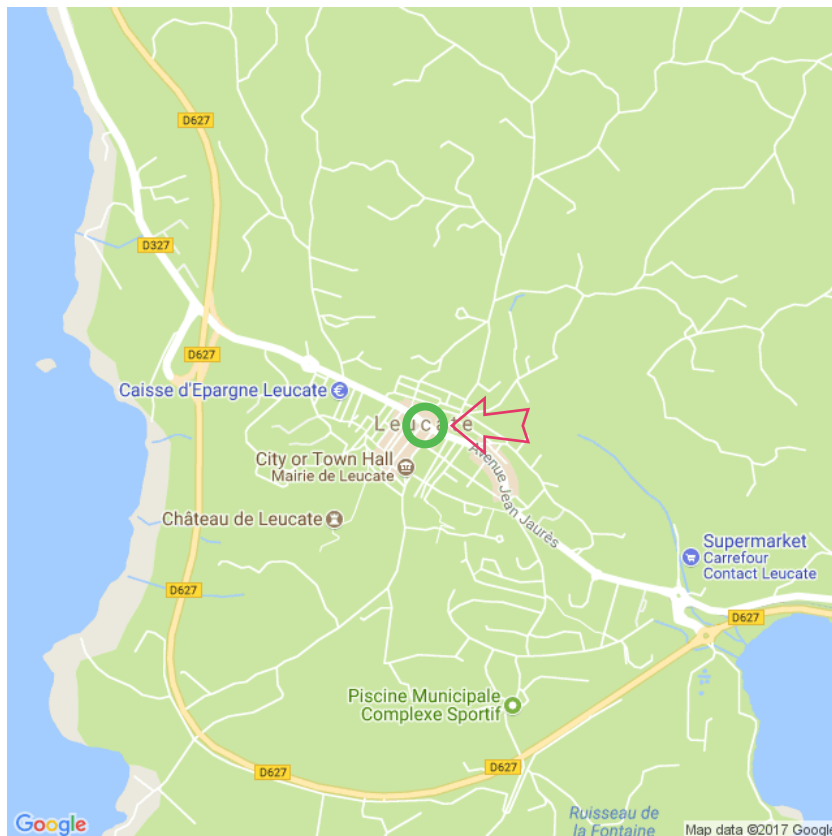 D627
D327
D627
Caisse d'Epargne Leucate
Leucate
City or Town Hall
Mairie de Leucate
Avenue Jean Jaurès
Château de Leucate
Supermarket
Carrefour
Contact Leucate
D627
D627
Piscine Municipale
Complexe Sportif
D627
D627
Ruisseau de
la Fontaine
Google
Map data ©2017 Google